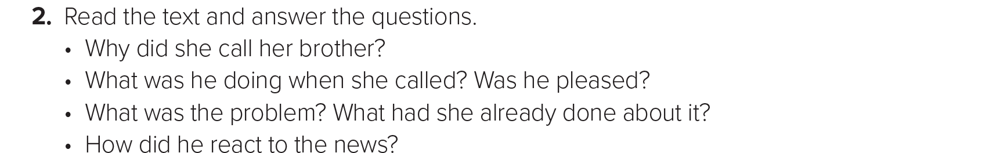 2. Read the text and answer the questions.
• Why did she call her brother?
• What was he doing when she called? Was he pleased?
• What was the problem? What had she already done about it?
• How did he react to the news?